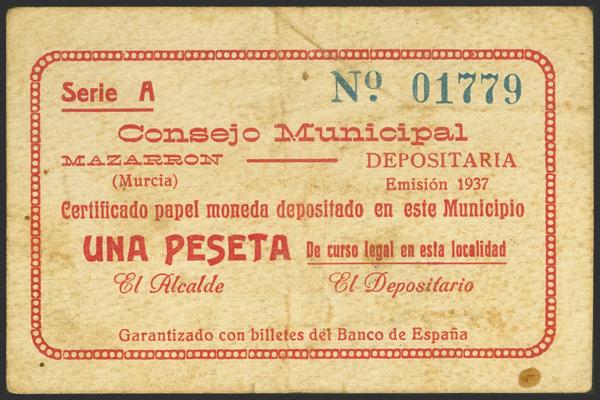 Serie A Nº 01779
Consejo Municipal
MAZARRON DEPOSITARIA
(Murcia) Emisión 1937
Certificado papel moneda depositado en este Municipio
UNA PESETA De curso legal en esta localidad
El Alcalde El Depositario
Garantizado con billetes del Banco de España